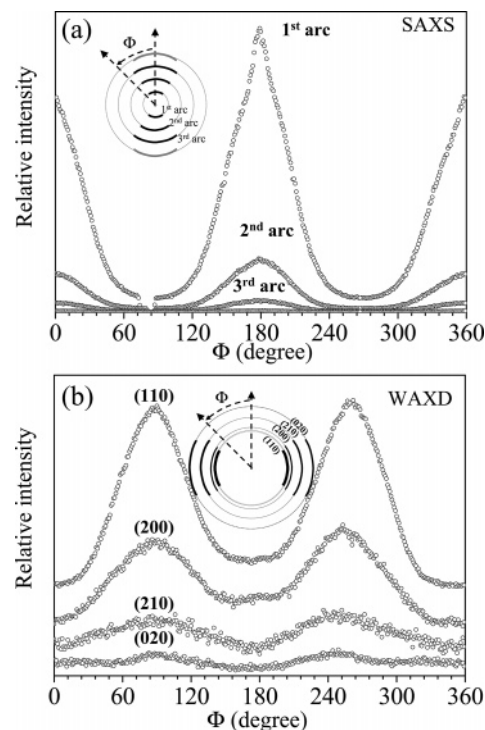 (a) SAXS
1st arc
Φ
1st arc
2nd arc
3rd arc
2nd arc
3rd arc
Relative intensity
0 60 120 180 240 300 360
Φ (degree)
(b) WAXD
(110)
Φ
(020)
(210)
(200)
(110)
(200)
(210)
(020)
Relative intensity
0 60 120 180 240 300 360
Φ (degree)